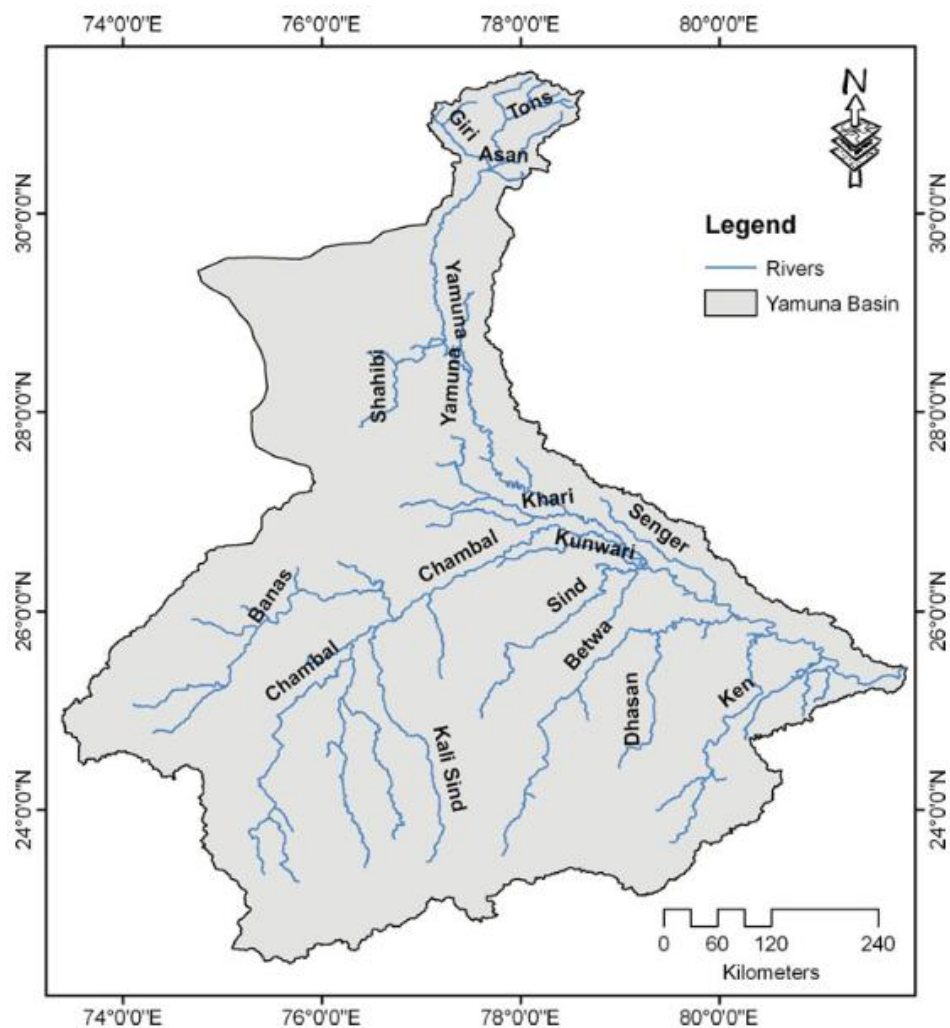 74°0'0"E 76°0'0"E 78°0'0"E 80°0'0"E
N
Tons
Giri
Asan
30°0'0"N 30°0'0"N
Legend
Rivers
Yamuna Basin
Yamuna
Yamuna
Shahibi
28°0'0"N 28°0'0"N
Khari
Senger
Kunwari
Chambal
Banas
Sind
26°0'0"N 26°0'0"N
Betwa
Chambal
Dhasan
Ken
Kali Sind
24°0'0"N 24°0'0"N
0 60 120 240
Kilometers
74°0'0"E 76°0'0"E 78°0'0"E 80°0'0"E